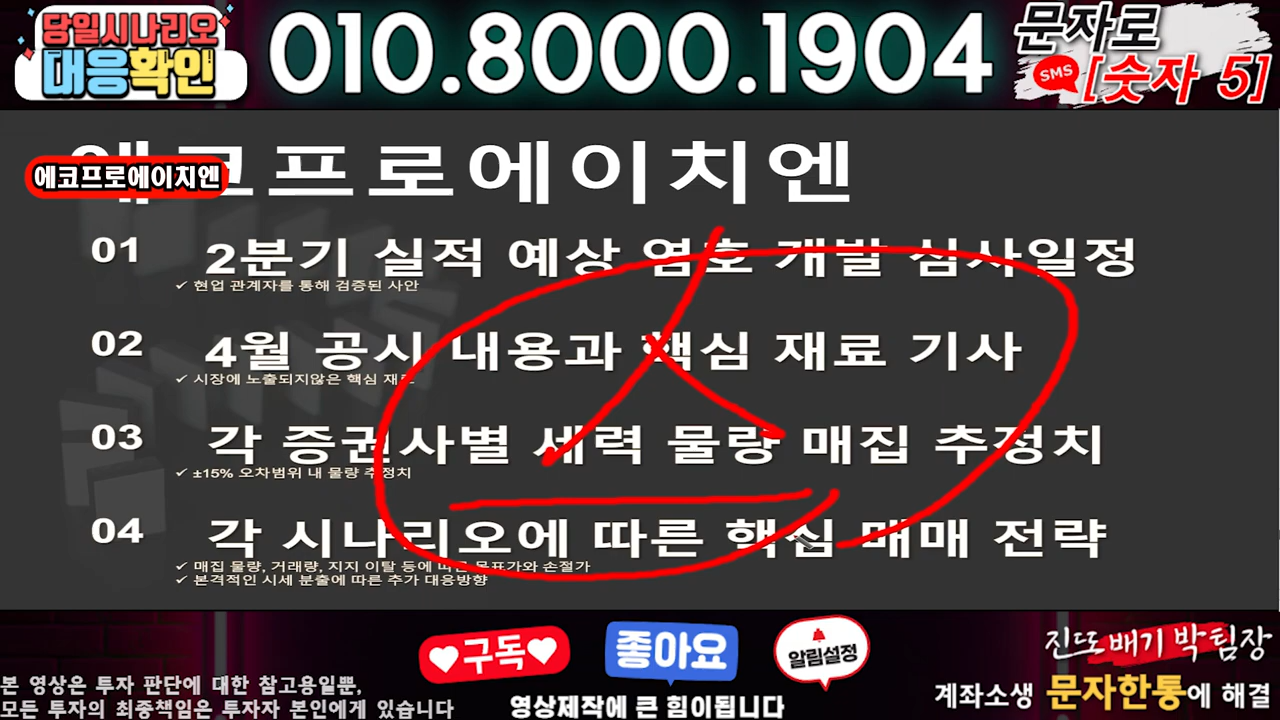 당일시나리오
대응확인
010.8000.1904
문자로
SMS
[숫자 5]
에코프로에이치엔
에코프로에이치엔
01 2분기 실적 예상 염호 개발 심사일정
✓ 현업 관계자를 통해 검증된 사안
02 4월 공시 내용과 핵심 재료 기사
✓ 시장에 노출되지않은 핵심 재료
03 각 증권사별 세력 물량 매집 추정치
✓ ±15% 오차범위 내 물량 추정치
04 각 시나리오에 따른 핵심 매매 전략
✓ 매집 물량, 거래량, 지지 이탈 등에 따른 목표가와 손절가
✓ 본격적인 시세 분출에 따른 추가 대응방향
구독
좋아요
알림설정
영상제작에 큰 힘이됩니다
본 영상은 투자 판단에 대한 참고용일뿐,
모든 투자의 최종책임은 투자자 본인에게 있습니다
진또배기 박팀장
계좌소생 문자한통에 해결